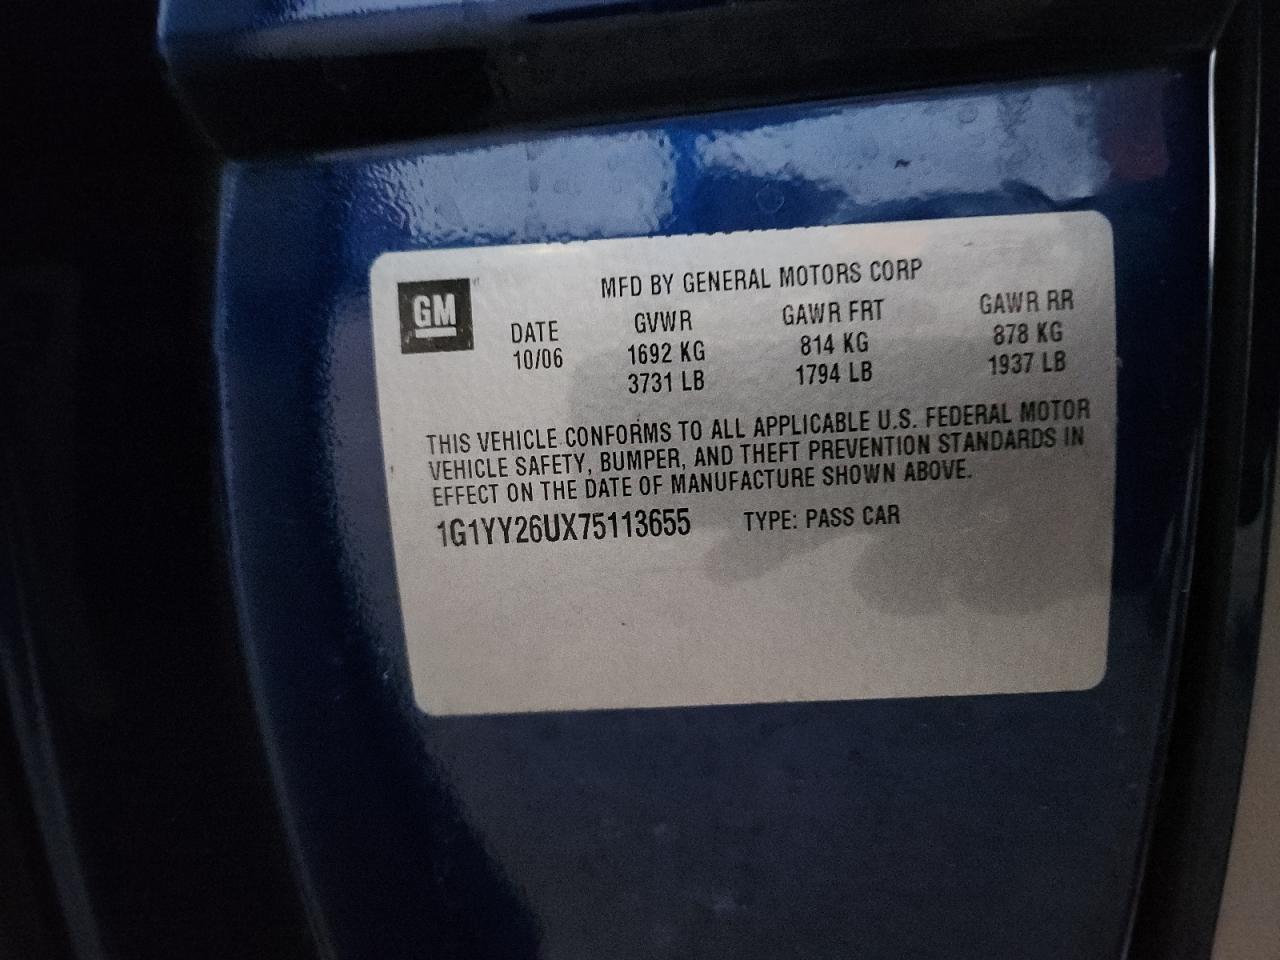 GM
MFD BY GENERAL MOTORS CORP
DATE GVWR GAWR FRT GAWR RR
10/06 1692 KG 814 KG 878 KG
3731 LB 1794 LB 1937 LB
THIS VEHICLE CONFORMS TO ALL APPLICABLE U.S. FEDERAL MOTOR
VEHICLE SAFETY, BUMPER, AND THEFT PREVENTION STANDARDS IN
EFFECT ON THE DATE OF MANUFACTURE SHOWN ABOVE.
1G1YY26UX75113655 TYPE: PASS CAR